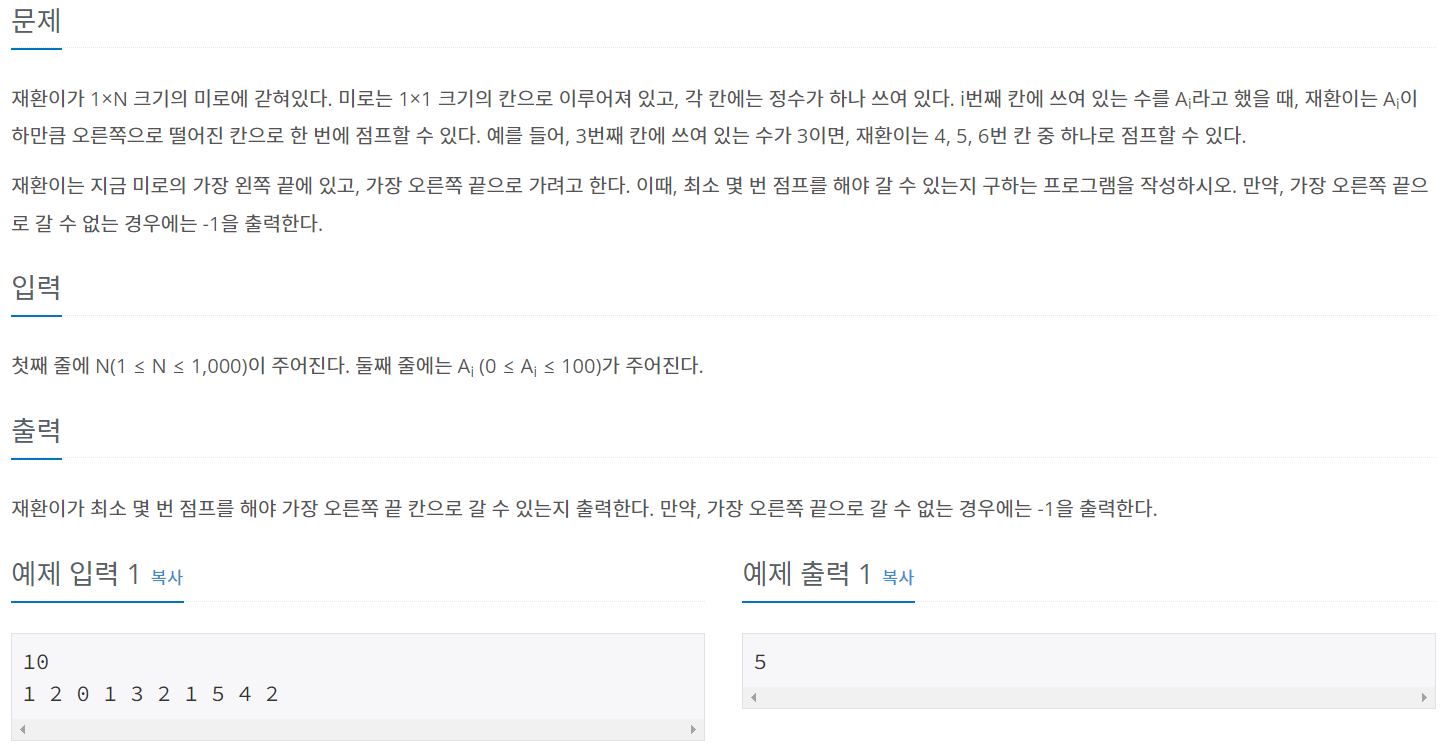 문제
재환이가 1×N 크기의 미로에 갇혀있다. 미로는 1×1 크기의 칸으로 이루어져 있고, 각 칸에는 정수가 하나 쓰여 있다. i번째 칸에 쓰여 있는 수를 Ai라고 했을 때, 재환이는 Ai이
하만큼 오른쪽으로 떨어진 칸으로 한 번에 점프할 수 있다. 예를 들어, 3번째 칸에 쓰여 있는 수가 3이면, 재환이는 4, 5, 6번 칸 중 하나로 점프할 수 있다.
재환이는 지금 미로의 가장 왼쪽 끝에 있고, 가장 오른쪽 끝으로 가려고 한다. 이때, 최소 몇 번 점프를 해야 갈 수 있는지 구하는 프로그램을 작성하시오. 만약, 가장 오른쪽 끝으
로 갈 수 없는 경우에는 -1을 출력한다.
입력
첫째 줄에 N(1 ≤ N ≤ 1,000)이 주어진다. 둘째 줄에는 Ai (0 ≤ Ai ≤ 100)가 주어진다.
출력
재환이가 최소 몇 번 점프를 해야 가장 오른쪽 끝 칸으로 갈 수 있는지 출력한다. 만약, 가장 오른쪽 끝으로 갈 수 없는 경우에는 -1을 출력한다.
예제 입력 1 복사
10
1 2 0 1 3 2 1 5 4 2
예제 출력 1 복사
5